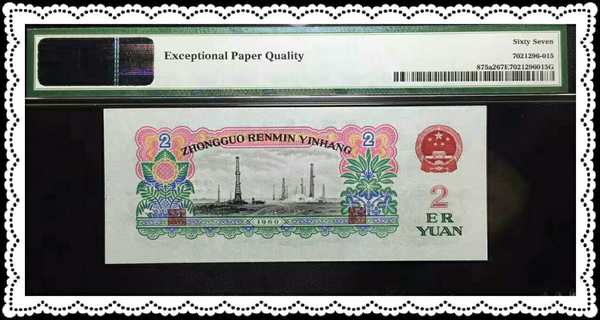 Exceptional Paper Quality
Sixty Seven
7021296-015
875a267E7021296015G
2
2
ZHONGGUO RENMIN YINHANG
1960
2
ER
YUAN